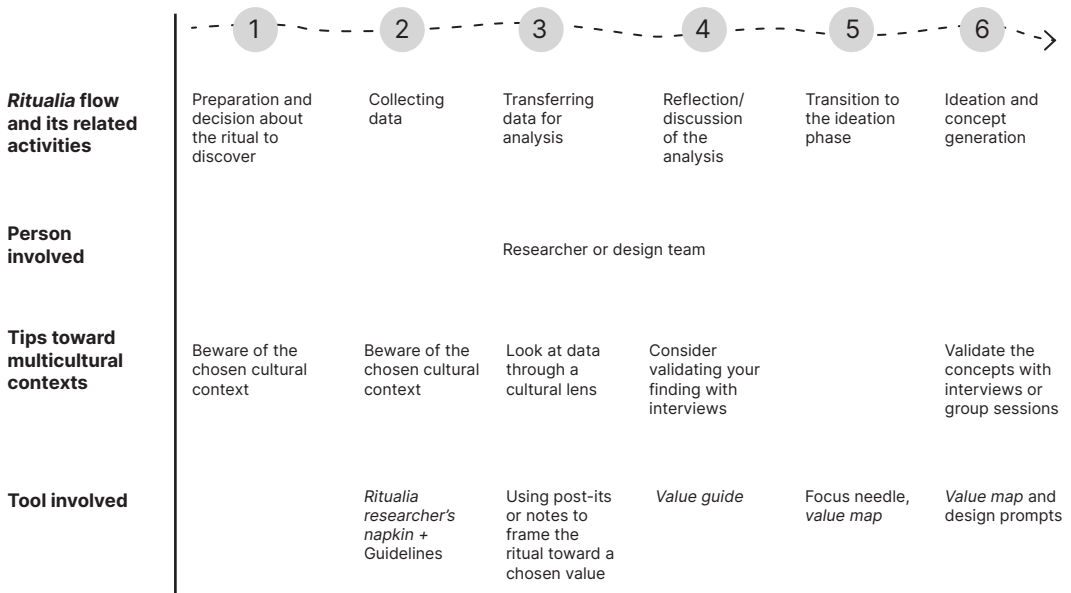 1
2
3
4
5
6
Ritualia flow
and its related
activities
Preparation and
decision about
the ritual to
discover
Collecting
data
Transferring
data for
analysis
Reflection/
discussion
of the
analysis
Transition to
the ideation
phase
Ideation and
concept
generation
Person
involved
Researcher or design team
Tips toward
multicultural
contexts
Beware of the
chosen cultural
context
Beware of the
chosen cultural
context
Look at data
through a
cultural lens
Consider
validating your
finding with
interviews
Validate the
concepts with
interviews or
group sessions
Tool involved
Ritualia
researcher's
napkin +
Guidelines
Using post-its
or notes to
frame the
ritual toward a
chosen value
Value guide
Focus needle,
value map
Value map and
design prompts